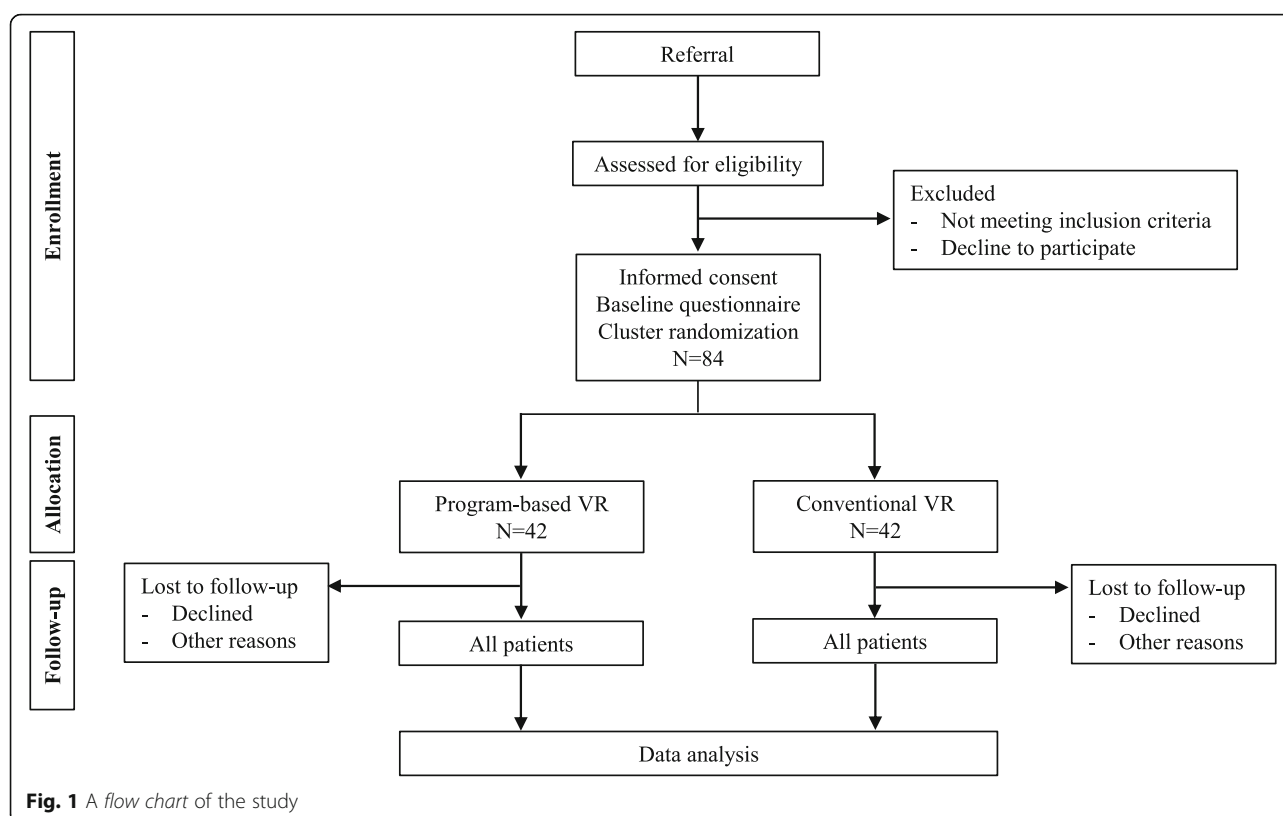 Enrollment
Referral
Assessed for eligibility
Excluded
- Not meeting inclusion criteria
- Decline to participate
Informed consent
Baseline questionnaire
Cluster randomization
N=84
Allocation
Program-based VR
N=42
Conventional VR
N=42
Follow-up
Lost to follow-up
- Declined
- Other reasons
All patients
All patients
Lost to follow-up
- Declined
- Other reasons
Data analysis
Fig. 1 A flow chart of the study